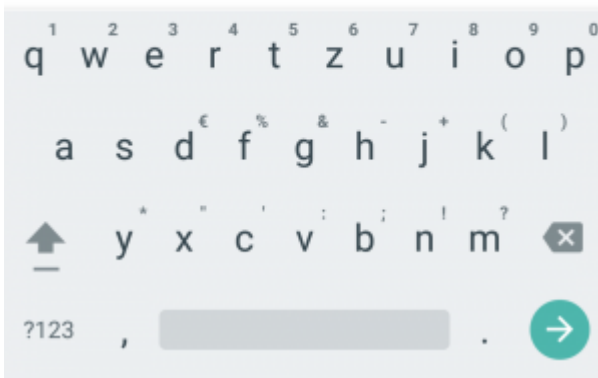 1 2 3 4 5 6 7 8 9 0
q w e r t z u i o p
€ % & - + ( )
a s d f g h j k l
* " ' : ; ! ?
y x c v b n m
?123 , .